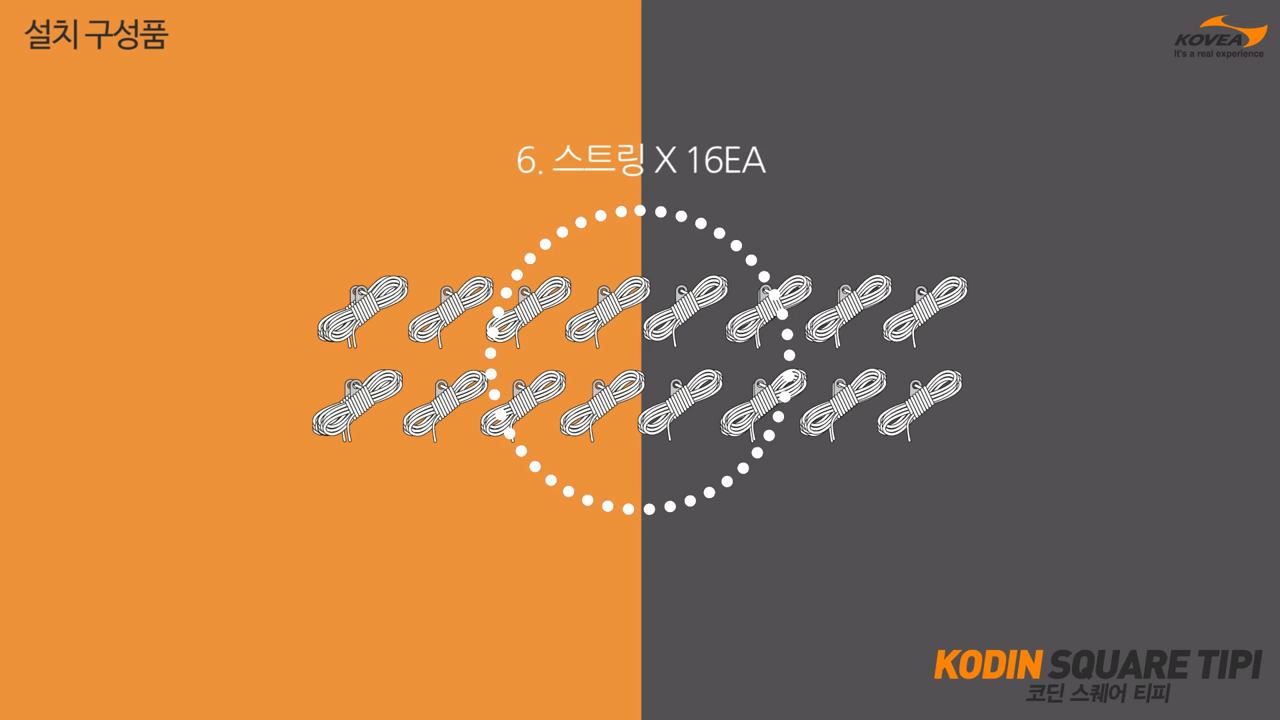 설치 구성품
KOVEA
It's a real experience
6. 스트링 X 16EA
KODIN SQUARE TIPI
코딘 스퀘어 티피